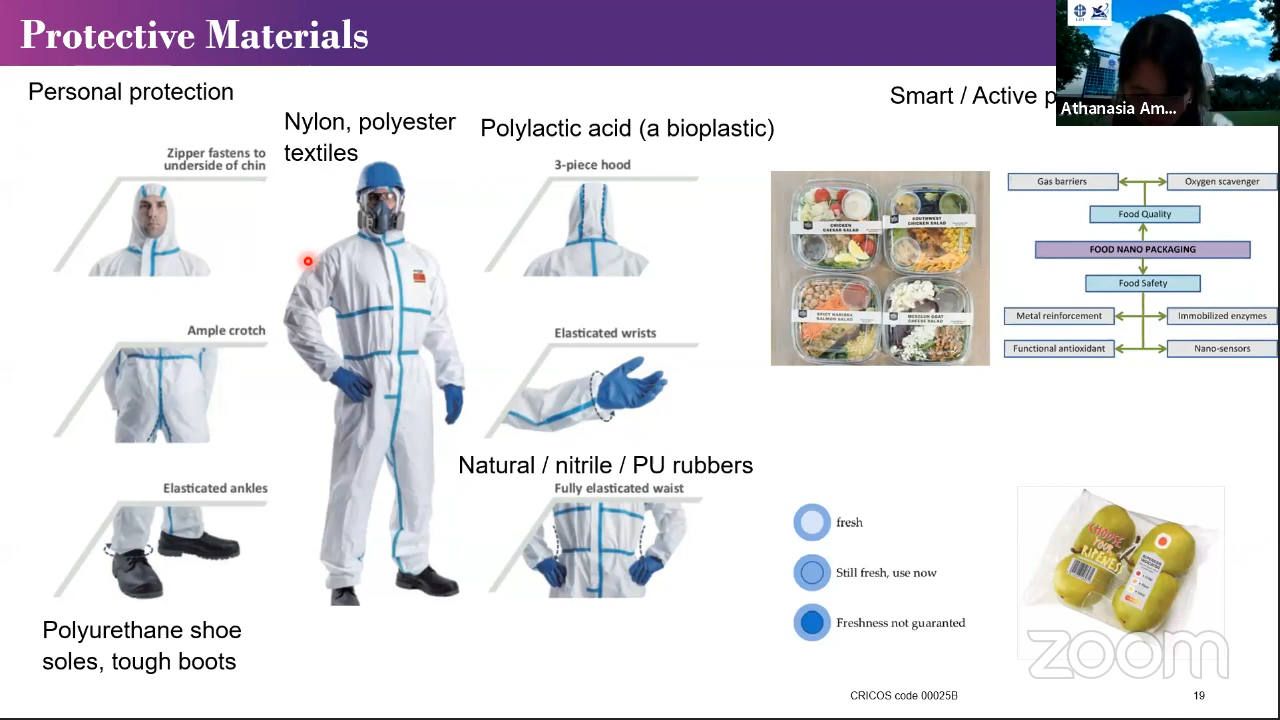 Protective Materials
Athanasia Am...
Personal protection
Smart / Active p
Nylon, polyester
textiles
Polylactic acid (a bioplastic)
Zipper fastens to
underside of chin
3-piece hood
Ample crotch
Elasticated wrists
Natural / nitrile / PU rubbers
Elasticated ankles
Fully elasticated waist
Polyurethane shoe
soles, tough boots
CHICKEN
CAESAR SALAD
SOUTHWEST
CHICKEN SALAD
SALMON SALAD
CHEESE SALAD
Gas barriers
Oxygen scavenger
Food Quality
FOOD NANO PACKAGING
Food Safety
Metal reinforcement
Immobilized enzymes
Functional antioxidant
Nano-sensors
fresh
Still fresh, use now
Freshness not guaranted
CHOOSE
YOUR
RIPENESS
zoom
CRICOS code 00025B
19